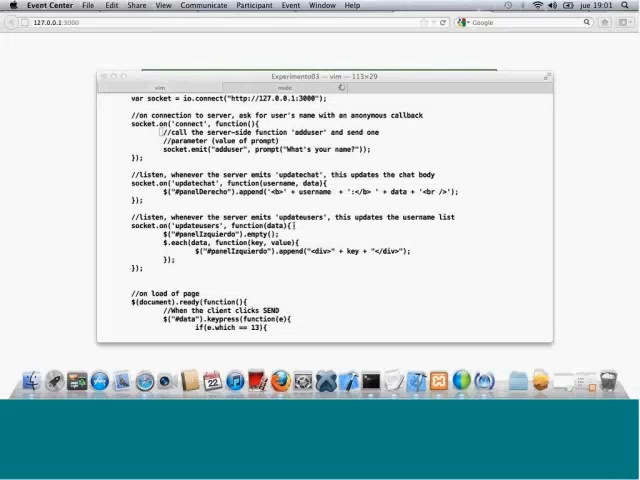 Event Center File Edit Share View Communicate Participant Event Window Help jue 19:01
127.0.0.1:3000
Google
Experimento03 — vim — 113×29
vim
node
var socket = io.connect("http://127.0.0.1:3000");
//on connection to server, ask for user's name with an anonymous callback
socket.on('connect', function(){
//call the server-side function 'adduser' and send one
//parameter (value of prompt)
socket.emit("adduser", prompt("What's your name?"));
});
//listen, whenever the server emits 'updatechat', this updates the chat body
socket.on('updatechat', function(username, data){
$("#panelDerecho").append('<b>' + username + ':</b> ' + data + '<br />');
});
//listen, whenever the server emits 'updateusers', this updates the username list
socket.on('updateusers', function(data){
$("#panelIzquierdo").empty();
$.each(data, function(key, value){
$("#panelIzquierdo").append("<div>" + key + "</div>");
});
});
//on load of page
$(document).ready(function(){
//When the client clicks SEND
$("#data").keypress(function(e){
if(e.which == 13){
22